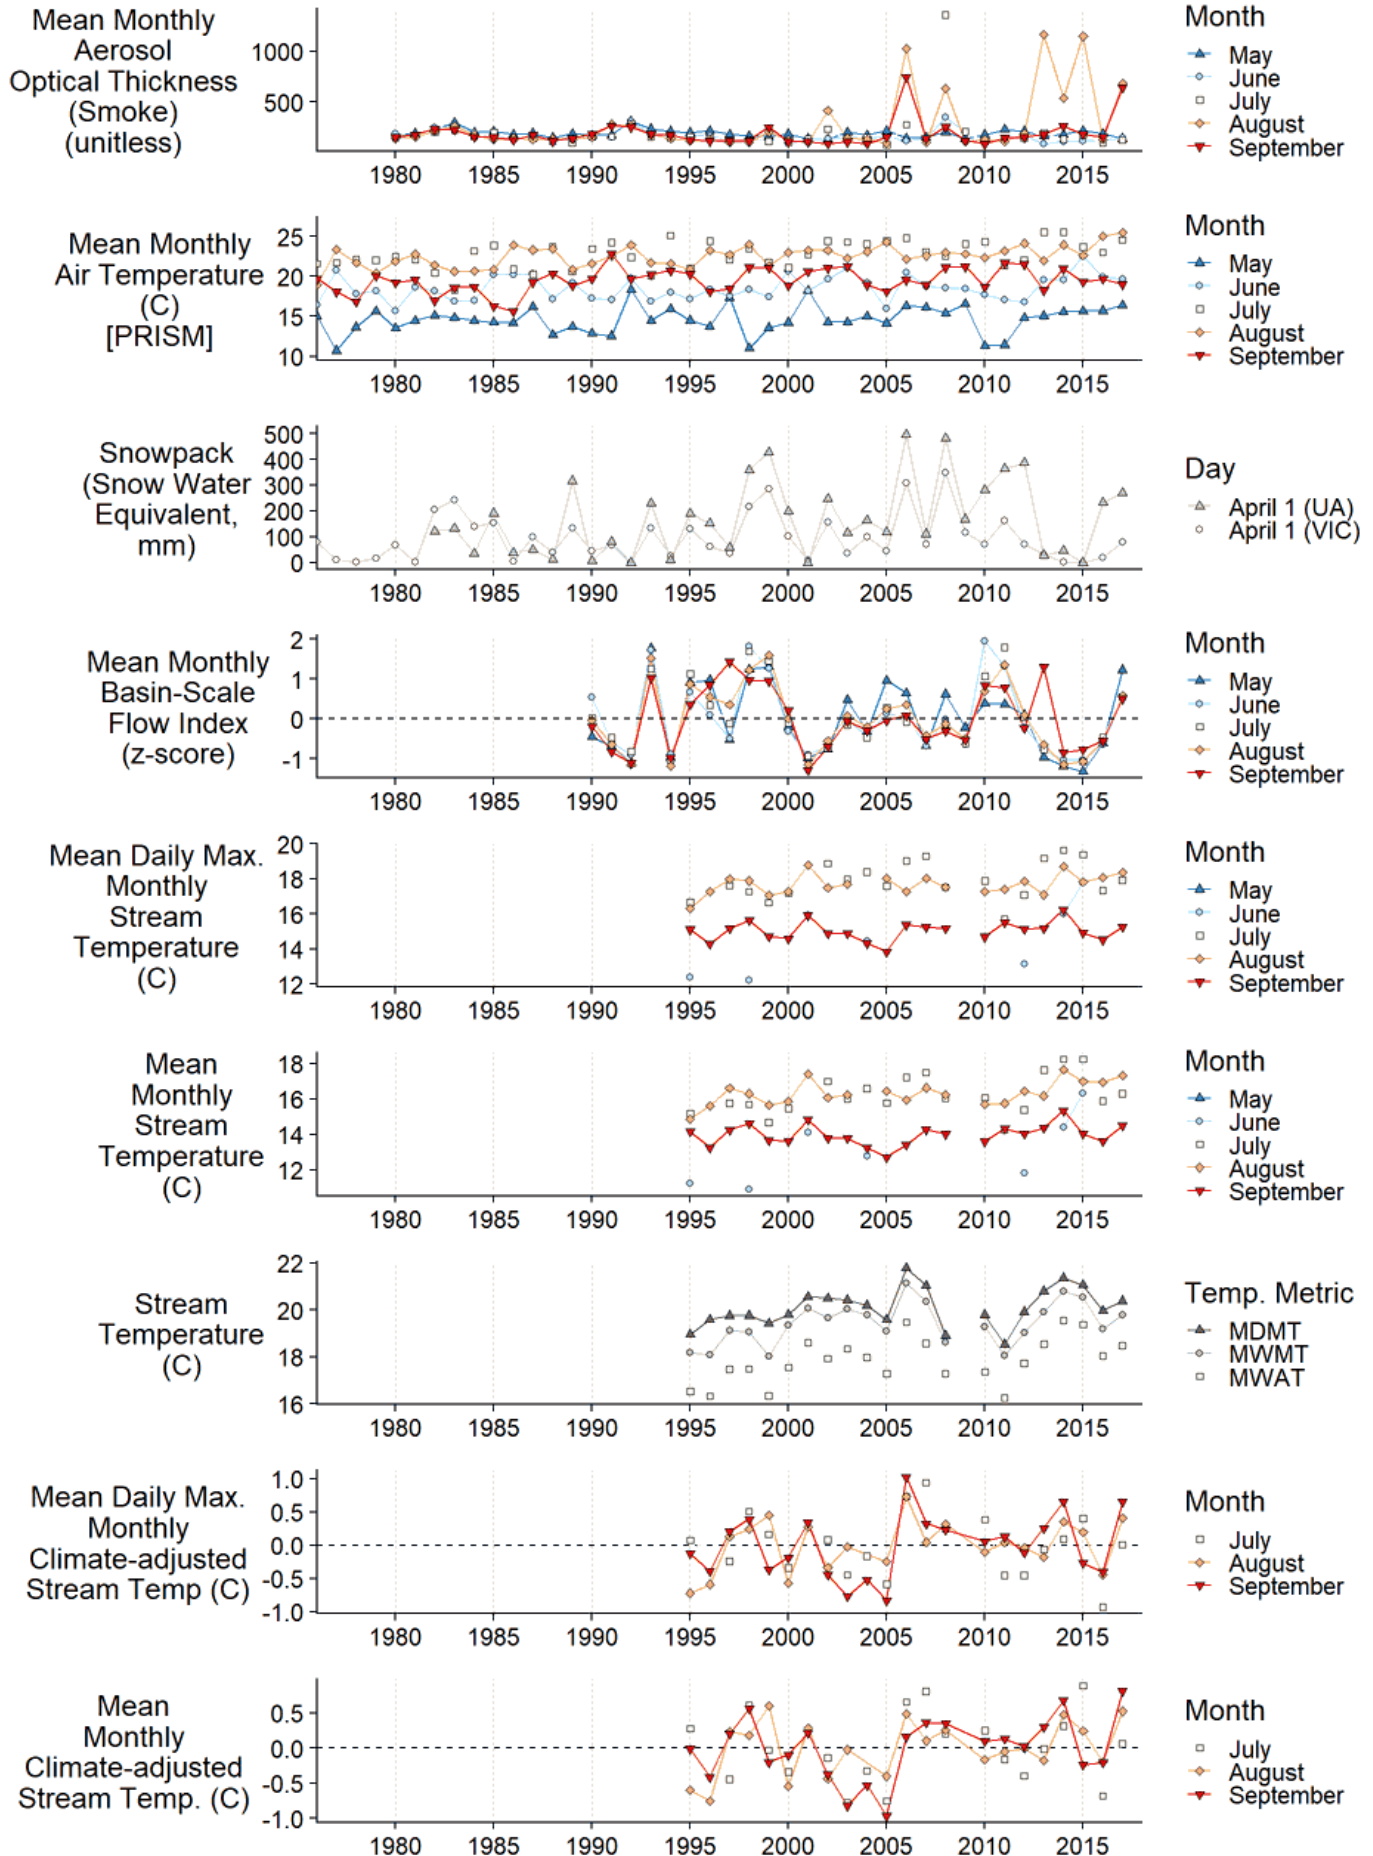 Mean Monthly
Aerosol
Optical Thickness
(Smoke)
(unitless)
1000
500
1980 1985 1990 1995 2000 2005 2010 2015
Month
May
June
July
August
September
Mean Monthly
Air Temperature
(C)
[PRISM]
25
20
15
10
1980 1985 1990 1995 2000 2005 2010 2015
Month
May
June
July
August
September
Snowpack
(Snow Water
Equivalent,
mm)
500
400
300
200
100
0
1980 1985 1990 1995 2000 2005 2010 2015
Day
April 1 (UA)
April 1 (VIC)
Mean Monthly
Basin-Scale
Flow Index
(z-score)
2
1
0
-1
1980 1985 1990 1995 2000 2005 2010 2015
Month
May
June
July
August
September
Mean Daily Max.
Monthly
Stream
Temperature
(C)
20
18
16
14
12
1980 1985 1990 1995 2000 2005 2010 2015
Month
May
June
July
August
September
Mean
Monthly
Stream
Temperature
(C)
18
16
14
12
1980 1985 1990 1995 2000 2005 2010 2015
Month
May
June
July
August
September
Stream
Temperature
(C)
22
20
18
16
1980 1985 1990 1995 2000 2005 2010 2015
Temp. Metric
MDMT
MWMT
MWAT
Mean Daily Max.
Monthly
Climate-adjusted
Stream Temp (C)
1.0
0.5
0.0
-0.5
-1.0
1980 1985 1990 1995 2000 2005 2010 2015
Month
July
August
September
Mean
Monthly
Climate-adjusted
Stream Temp. (C)
0.5
0.0
-0.5
-1.0
1980 1985 1990 1995 2000 2005 2010 2015
Month
July
August
September